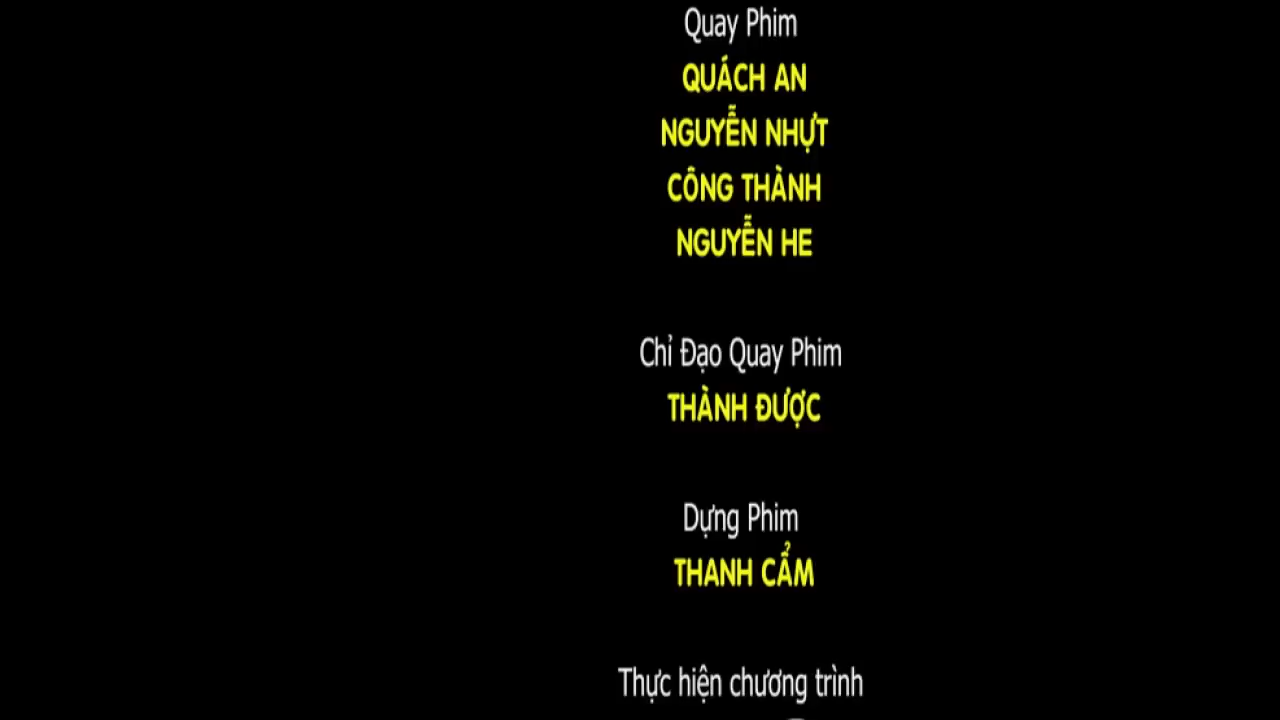 Quay Phim
QUÁCH AN
NGUYỄN NHỰT
CÔNG THÀNH
NGUYỄN HE
Chỉ Đạo Quay Phim
THÀNH ĐƯỢC
Dựng Phim
THANH CẨM
Thực hiện chương trình